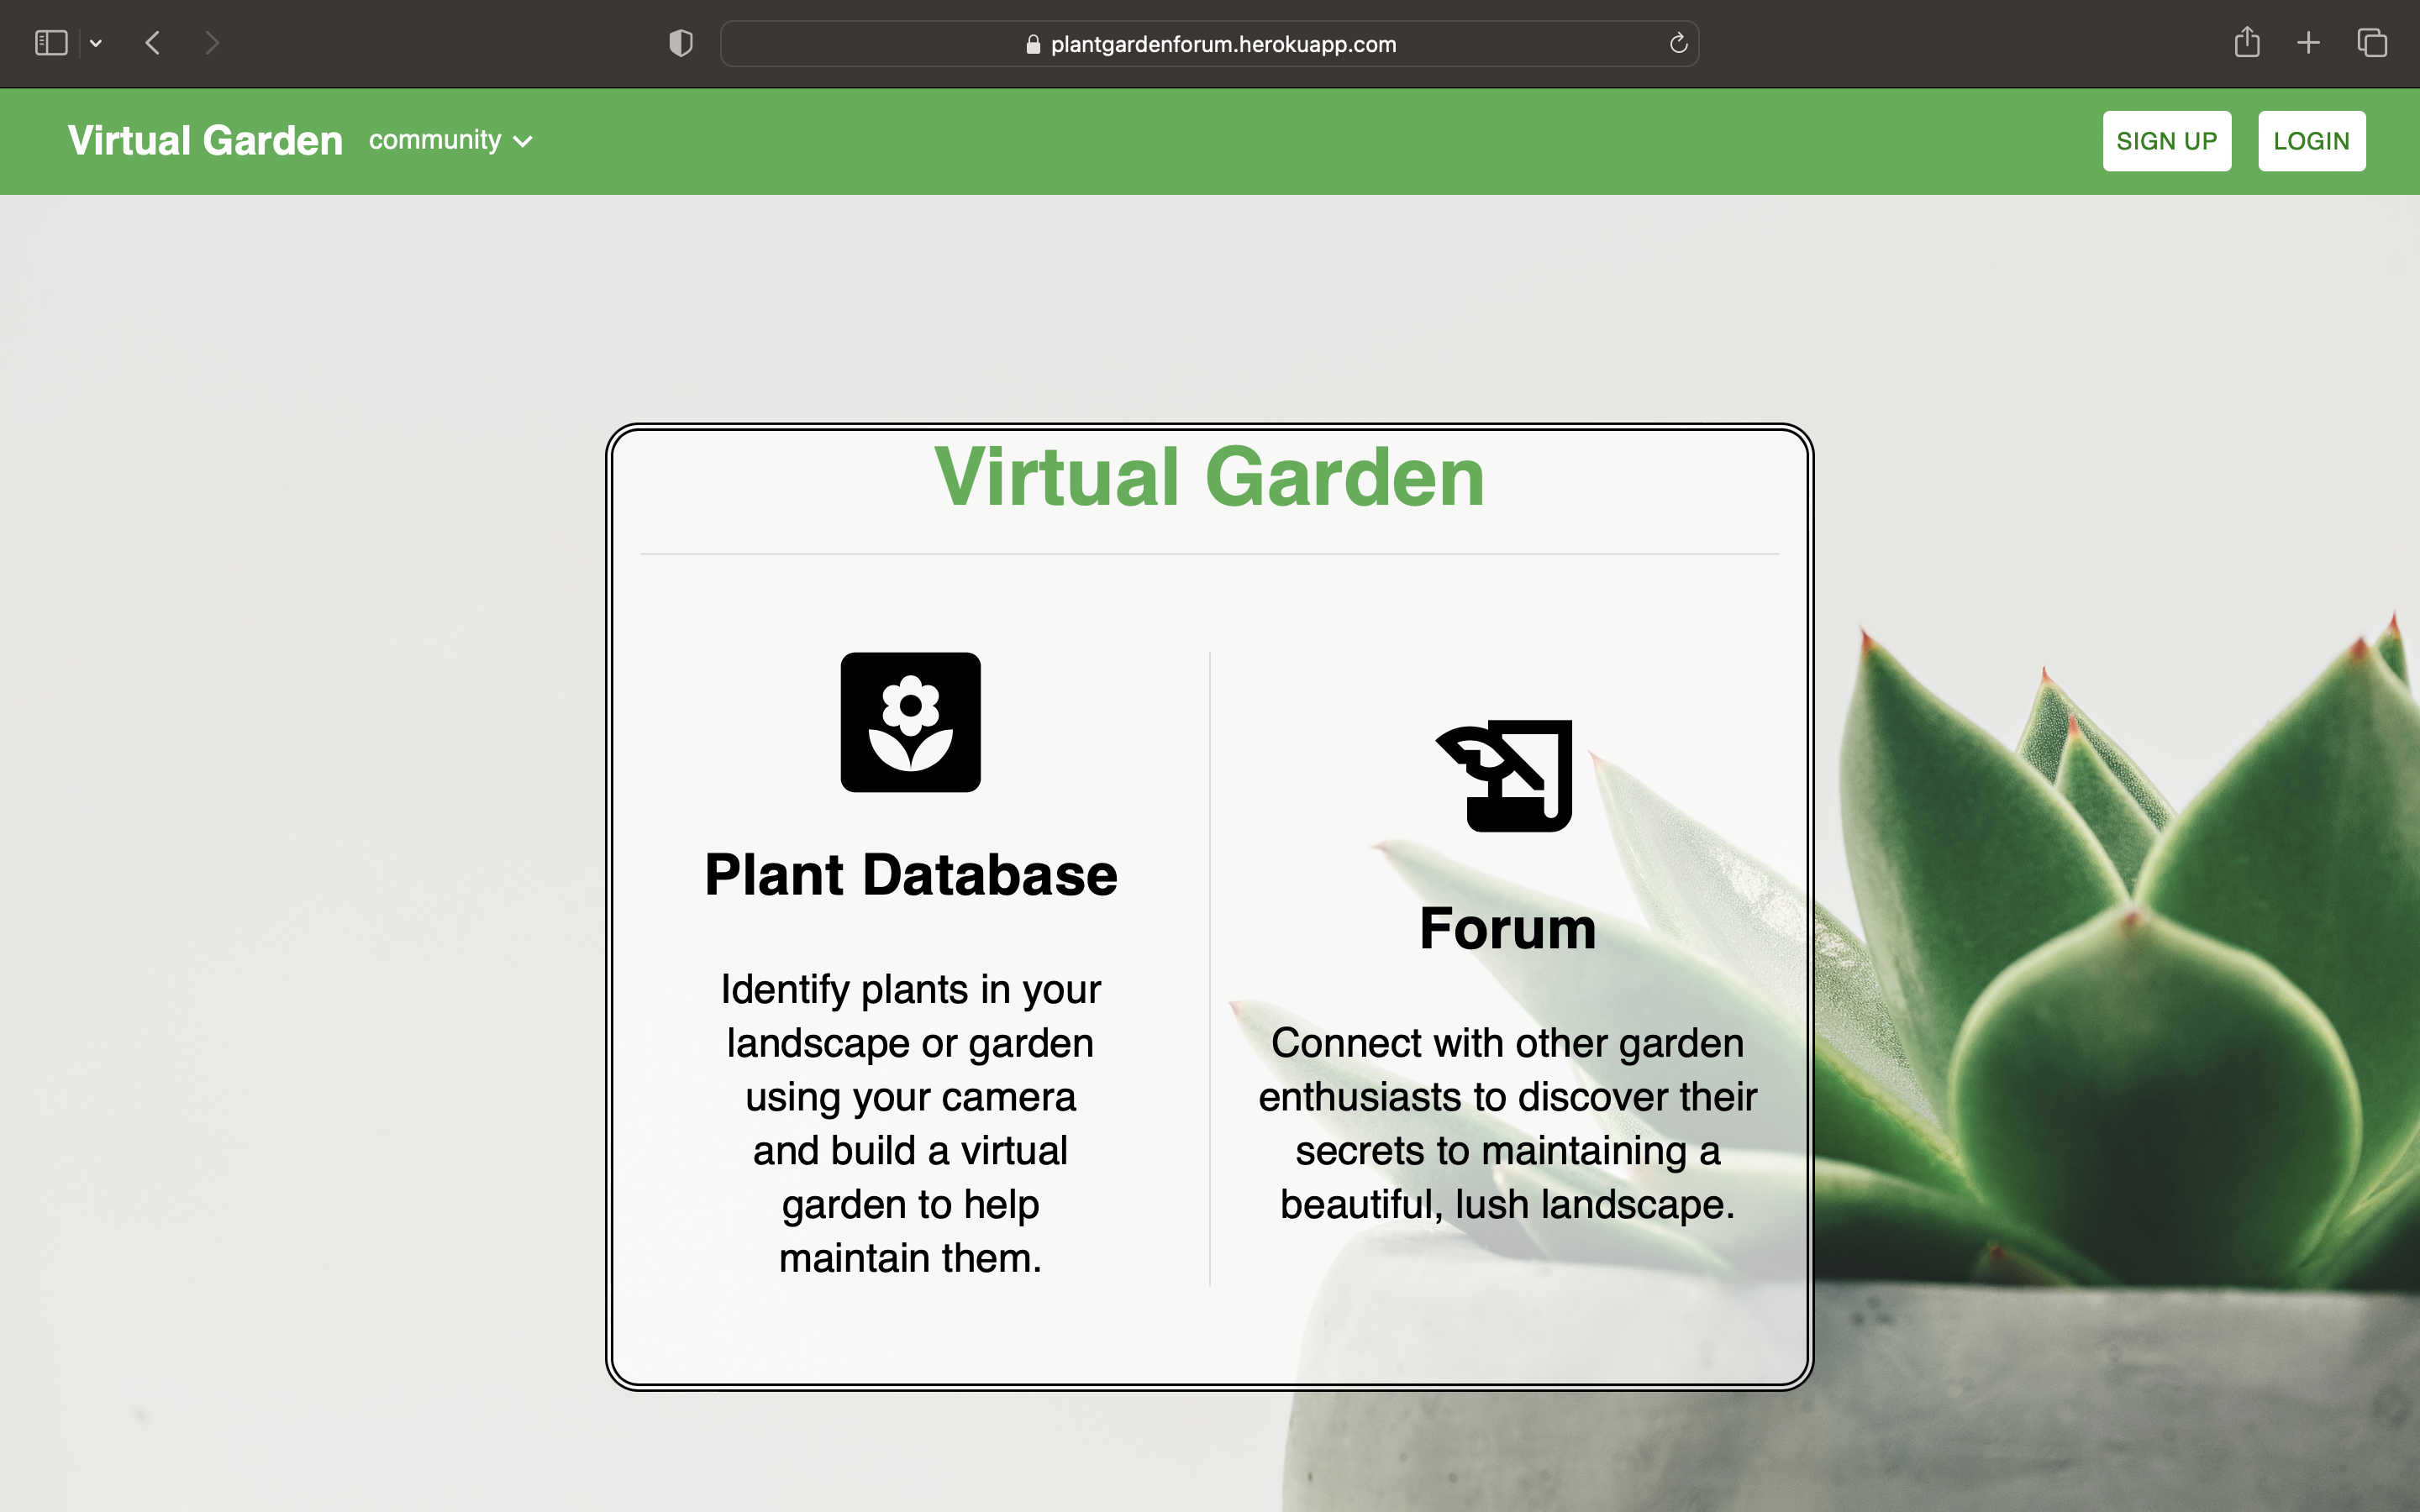 plantgardenforum.herokuapp.com
Virtual Garden
community
SIGN UP
LOGIN
Virtual Garden
Plant Database
Identify plants in your
landscape or garden
using your camera
and build a virtual
garden to help
maintain them.
Forum
Connect with other garden
enthusiasts to discover their
secrets to maintaining a
beautiful, lush landscape.